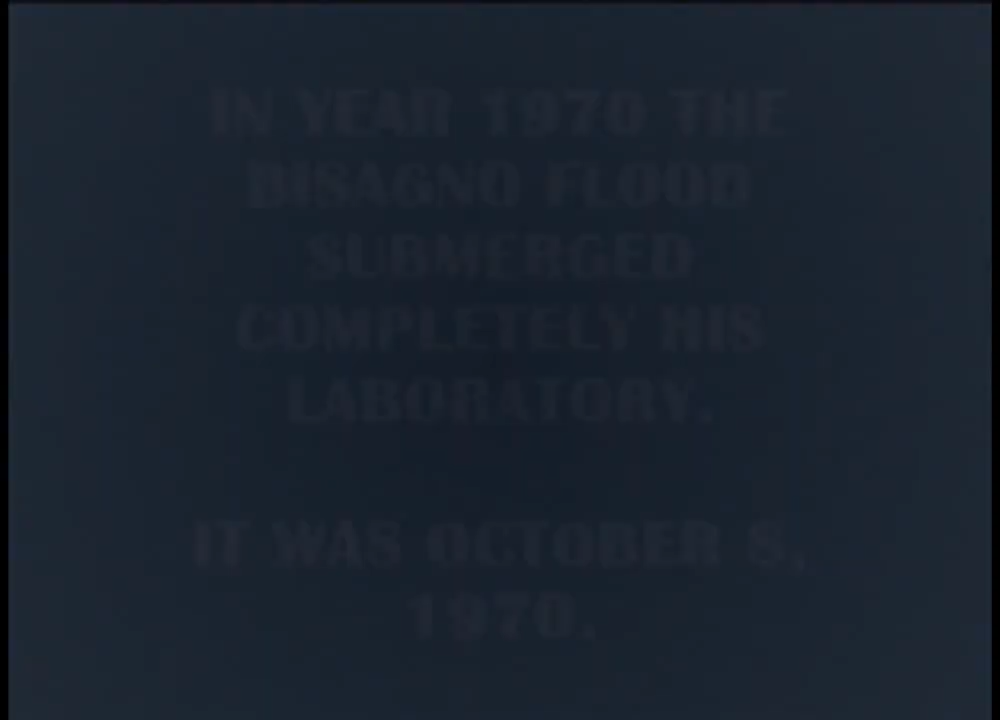 IN YEAR 1970 THE
BISAGNO FLOOD
SUBMERGED
COMPLETELY HIS
LABORATORY.
IT WAS OCTOBER 8,
1970.